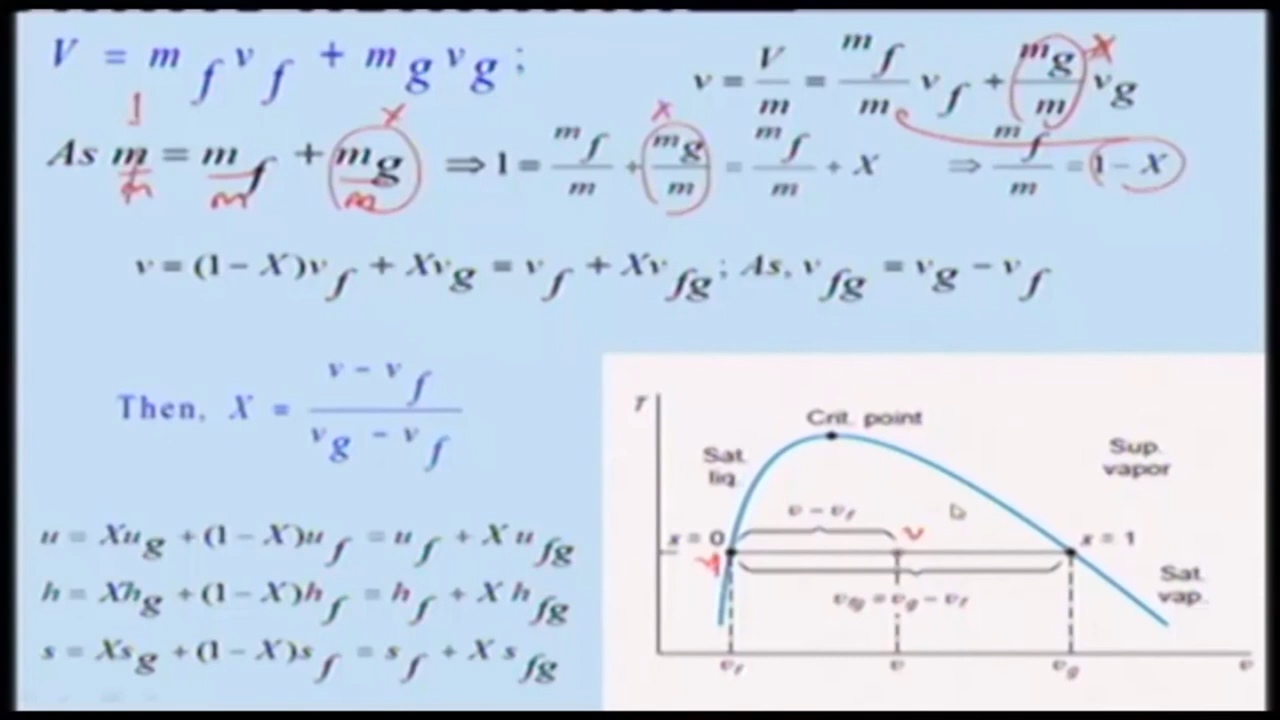 V = m_f v_f + m_g v_g ;
v = V/m = m_f/m v_f + m_g/m v_g X
1 X X
As m = m_f + m_g ⇒ 1 = m_f/m + m_g/m = m_f/m + X ⇒ m_f/m = 1 - X
m m m
v = (1 - X)v_f + Xv_g = v_f + Xv_fg ; As, v_fg = v_g - v_f
Then, X = (v - v_f)/(v_g - v_f)
u = Xu_g + (1 - X)u_f = u_f + X u_fg
h = Xh_g + (1 - X)h_f = h_f + X h_fg
s = Xs_g + (1 - X)s_f = s_f + X s_fg
T
Crit. point
Sat. liq.
Sup. vapor
v - v_f
x = 0
v
x = 1
Sat. vap.
v_fg = v_g - v_f
v_f v v_g v